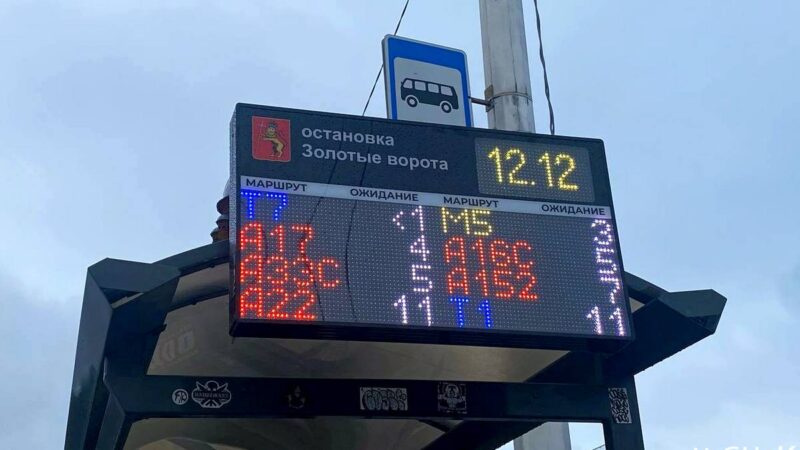 остановка
Золотые ворота
12.12
МАРШРУТ ОЖИДАНИЕ МАРШРУТ ОЖИДАНИЕ
Т7 <1 М5 3
А17 4 А16С 5
А33С 5 А152 7
А22 11 Т1 11